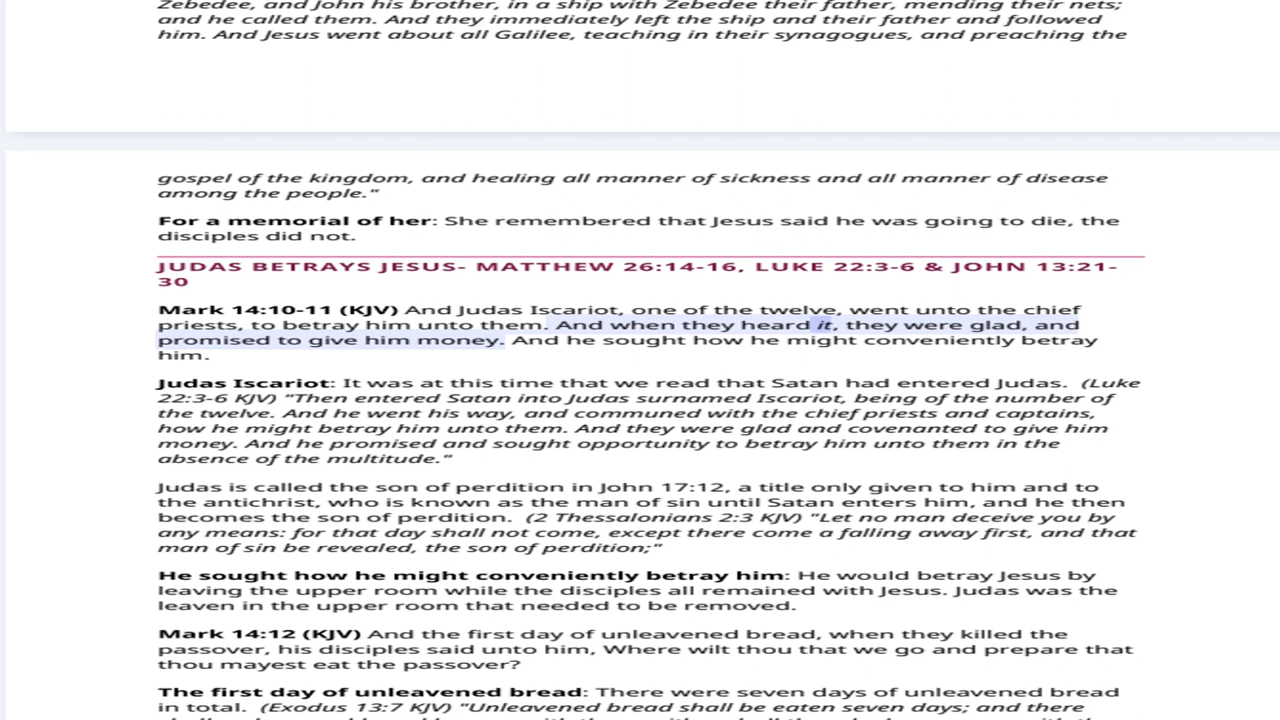 Zebedee, and John his brother, in a ship with Zebedee their father, mending their nets;
and he called them. And they immediately left the ship and their father and followed
him. And Jesus went about all Galilee, teaching in their synagogues, and preaching the
gospel of the kingdom, and healing all manner of sickness and all manner of disease
among the people."
For a memorial of her: She remembered that Jesus said he was going to die, the
disciples did not.
JUDAS BETRAYS JESUS- MATTHEW 26:14-16, LUKE 22:3-6 & JOHN 13:21-
30
Mark 14:10-11 (KJV) And Judas Iscariot, one of the twelve, went unto the chief
priests, to betray him unto them. And when they heard it, they were glad, and
promised to give him money. And he sought how he might conveniently betray
him.
Judas Iscariot: It was at this time that we read that Satan had entered Judas.  (Luke
22:3-6 KJV) "Then entered Satan into Judas surnamed Iscariot, being of the number of
the twelve. And he went his way, and communed with the chief priests and captains,
how he might betray him unto them. And they were glad and covenanted to give him
money. And he promised and sought opportunity to betray him unto them in the
absence of the multitude."
Judas is called the son of perdition in John 17:12, a title only given to him and to
the antichrist, who is known as the man of sin until Satan enters him, and he then
becomes the son of perdition.  (2 Thessalonians 2:3 KJV) "Let no man deceive you by
any means: for that day shall not come, except there come a falling away first, and that
man of sin be revealed, the son of perdition;"
He sought how he might conveniently betray him: He would betray Jesus by
leaving the upper room while the disciples all remained with Jesus. Judas was the
leaven in the upper room that needed to be removed.
Mark 14:12 (KJV) And the first day of unleavened bread, when they killed the
passover, his disciples said unto him, Where wilt thou that we go and prepare that
thou mayest eat the passover?
The first day of unleavened bread: There were seven days of unleavened bread
in total.  (Exodus 13:7 KJV) "Unleavened bread shall be eaten seven days; and there